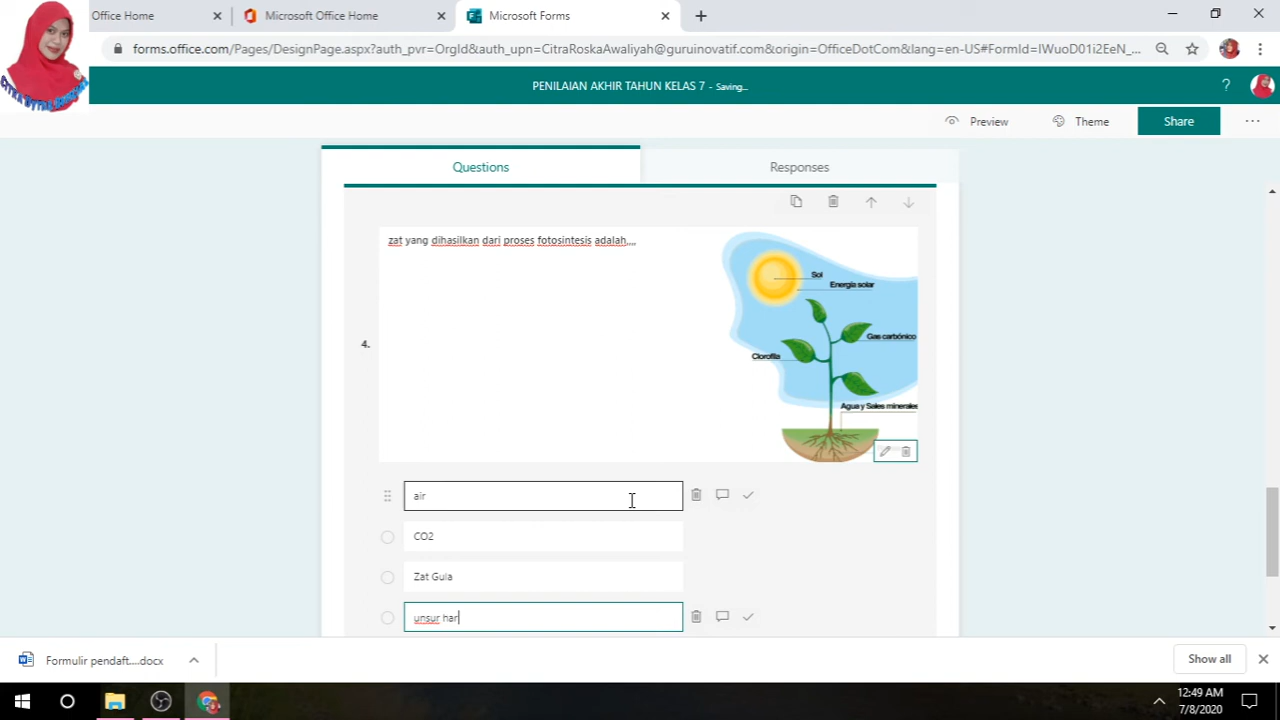 Office Home
Microsoft Office Home
Microsoft Forms
forms.office.com/Pages/DesignPage.aspx?auth_pvr=OrgId&auth_upn=CitraRoskaAwaliyah@guruinovatif.com&origin=OfficeDotCom&lang=en-US#FormId=IWuoD01i2EeN_...
PENILAIAN AKHIR TAHUN KELAS 7 - Saving...
?
Preview
Theme
Share
Questions
Responses
zat yang dihasilkan dari proses fotosintesis adalah,,,,
Sol
Energía solar
4.
Gas carbónico
Clorofila
Agua y Sales minerales
air
CO2
Zat Gula
unsur har
Formulir pendaft....docx
Show all
12:49 AM
7/8/2020